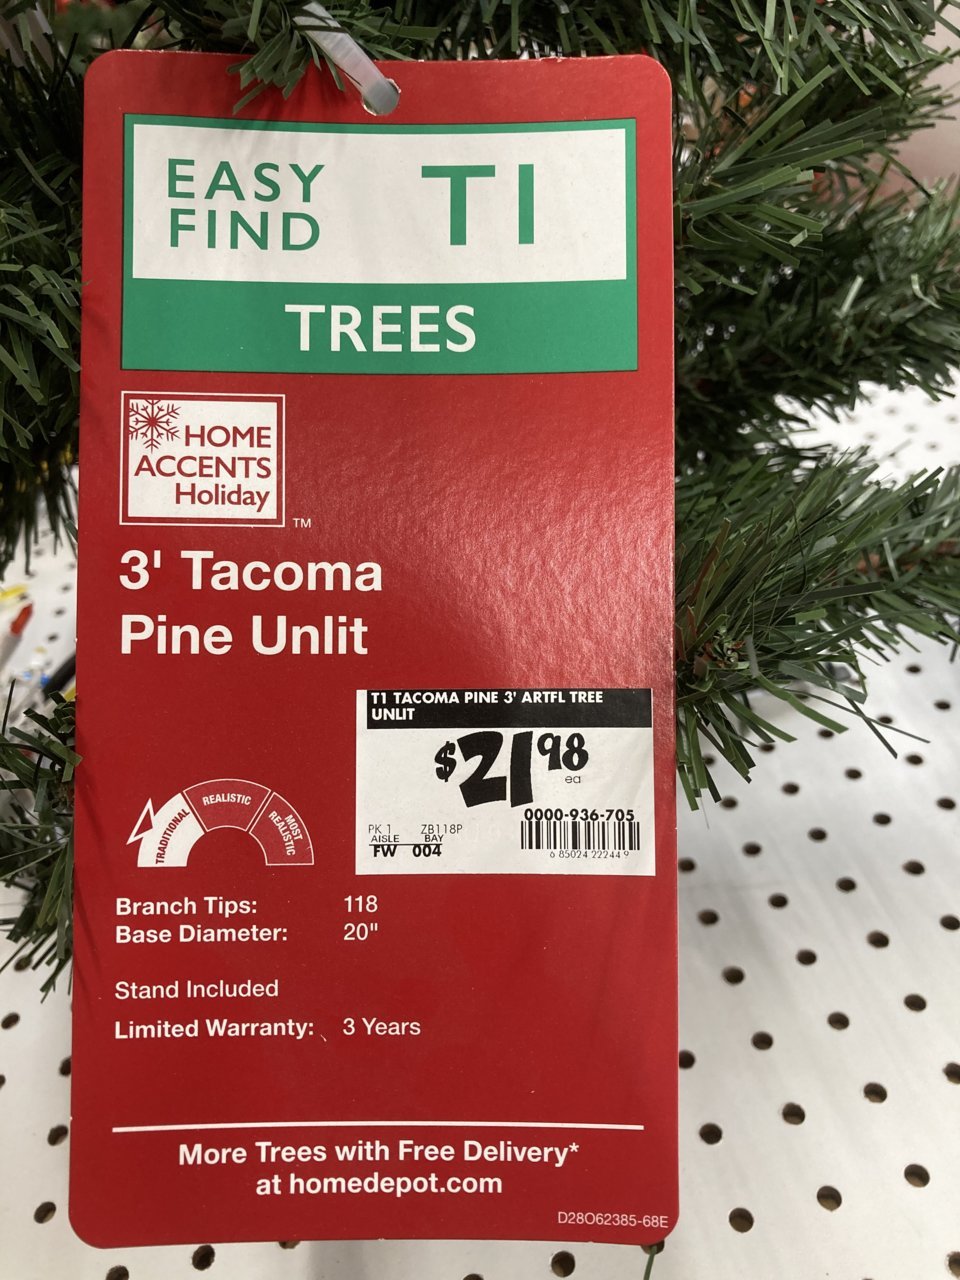 EASY
FIND
T1
TREES
HOME
ACCENTS
Holiday
TM
3' Tacoma
Pine Unlit
T1 TACOMA PINE 3' ARTFL TREE
UNLIT
$21 98
ea
0000-936-705
PK 1 ZB118P
AISLE BAY
FW 004
6 85024 22244 9
TRADITIONAL
REALISTIC
MOST
REALISTIC
Branch Tips: 118
Base Diameter: 20"
Stand Included
Limited Warranty: 3 Years
More Trees with Free Delivery*
at homedepot.com
D28O62385-68E